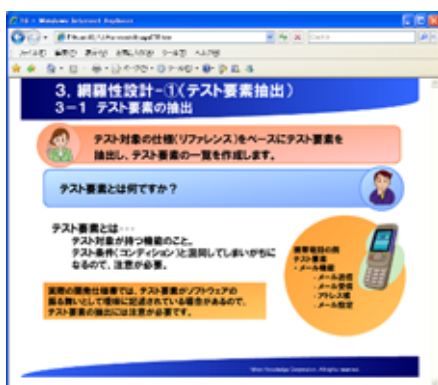 Windows Internet Explorer
3. 網羅性設計-①(テスト要素抽出)
3-1 テスト要素の抽出
テスト対象の仕様(リファレンス)をベースにテスト要素を
抽出し、テスト要素の一覧を作成します。
テスト要素とは何ですか?
テスト要素とは…
テスト対象が持つ機能のこと。
テスト条件(コンディション)と混同してしまいがちに
なるので、注意が必要。
携帯電話の例
テスト要素
・メール機能
-メール送信
-メール受信
-アドレス帳
-メール設定
実際の開発仕様書では、テスト要素がソフトウェアの
振る舞いとして曖昧に記述されている場合があるので、
テスト要素の抽出には注意が必要です。